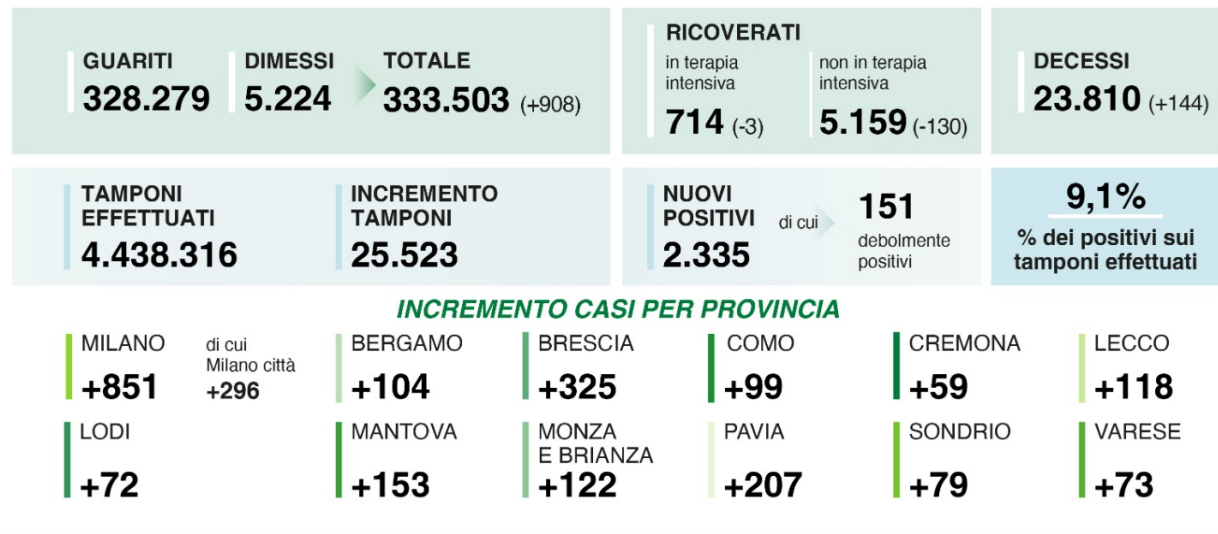 GUARITI
328.279
DIMESSI
5.224
TOTALE
333.503 (+908)
RICOVERATI
in terapia
intensiva
714 (-3)
non in terapia
intensiva
5.159 (-130)
DECESSI
23.810 (+144)
TAMPONI
EFFETTUATI
4.438.316
INCREMENTO
TAMPONI
25.523
NUOVI
POSITIVI
2.335
di cui
151
debolmente
positivi
9,1%
% dei positivi sui
tamponi effettuati
INCREMENTO CASI PER PROVINCIA
MILANO
+851
di cui
Milano città
+296
BERGAMO
+104
BRESCIA
+325
COMO
+99
CREMONA
+59
LECCO
+118
LODI
+72
MANTOVA
+153
MONZA
E BRIANZA
+122
PAVIA
+207
SONDRIO
+79
VARESE
+73